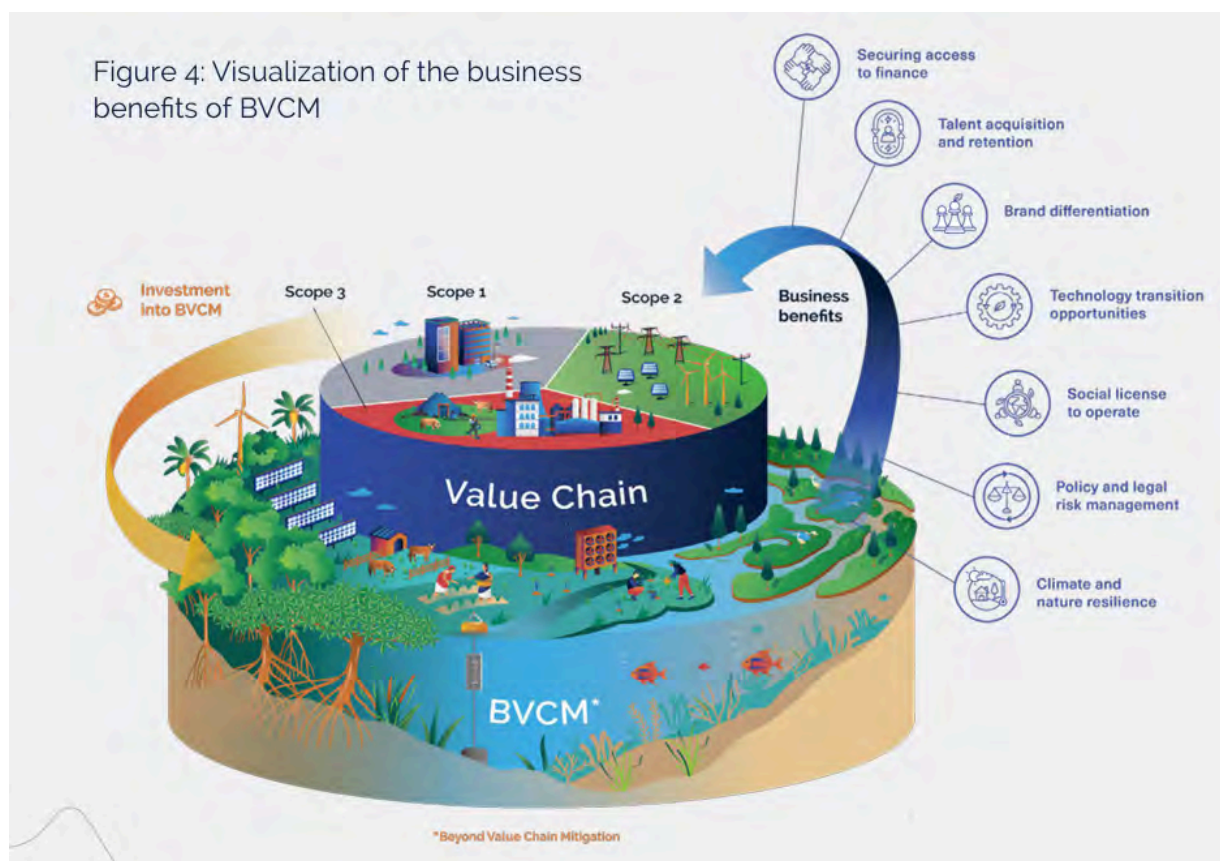 Figure 4: Visualization of the business
benefits of BVCM
Securing access
to finance
Talent acquisition
and retention
Brand differentiation
Technology transition
opportunities
Social license
to operate
Policy and legal
risk management
Climate and
nature resilience
Investment
into BVCM
Scope 3
Scope 1
Scope 2
Business
benefits
Value Chain
BVCM*
*Beyond Value Chain Mitigation